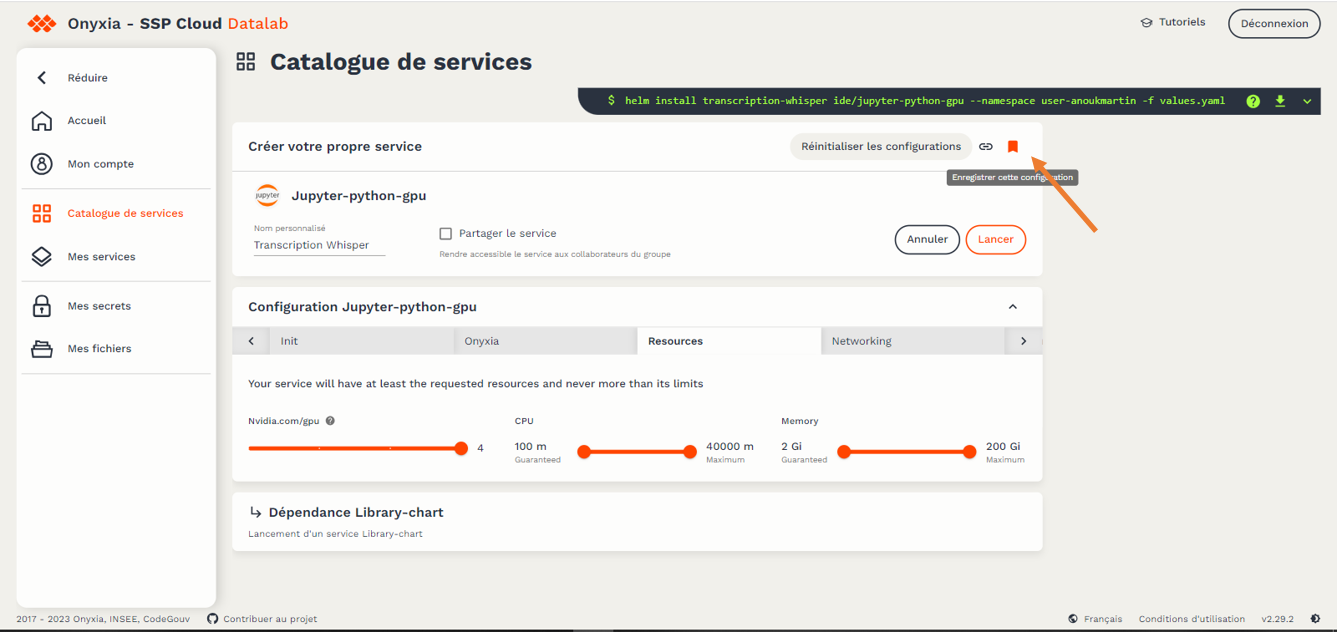 Onyxia - SSP Cloud Datalab
Tutoriels
Déconnexion
Réduire
Accueil
Mon compte
Catalogue de services
Mes services
Mes secrets
Mes fichiers
Catalogue de services
$ helm install transcription-whisper ide/jupyter-python-gpu --namespace user-anoukmartin -f values.yaml
Créer votre propre service
Réinitialiser les configurations
Enregistrer cette configuration
jupyter
Jupyter-python-gpu
Nom personnalisé
Transcription Whisper
Partager le service
Rendre accessible le service aux collaborateurs du groupe
Annuler
Lancer
Configuration Jupyter-python-gpu
Init
Onyxia
Resources
Networking
Your service will have at least the requested resources and never more than its limits
Nvidia.com/gpu
4
CPU
100 m
Guaranteed
40000 m
Maximum
Memory
2 Gi
Guaranteed
200 Gi
Maximum
Dépendance Library-chart
Lancement d'un service Library-chart
2017 - 2023 Onyxia, INSEE, CodeGouv
Contribuer au projet
Français
Conditions d'utilisation
v2.29.2